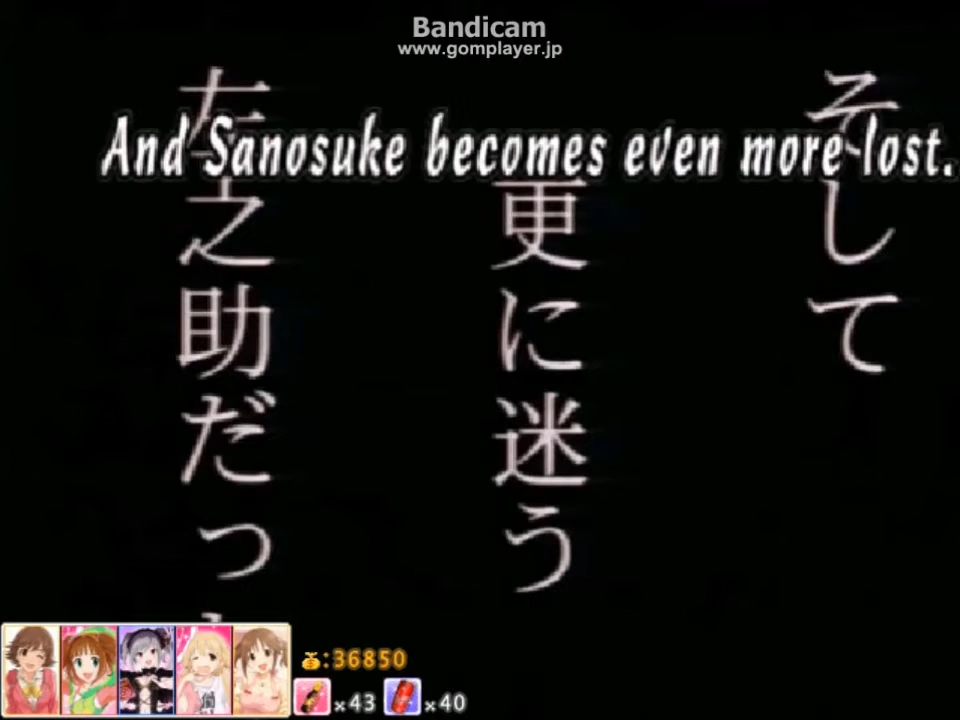 Bandicam
www.gomplayer.jp
And Sanosuke becomes even more lost.
そして
更に迷う
左之助だっ
:36850
×43
×40